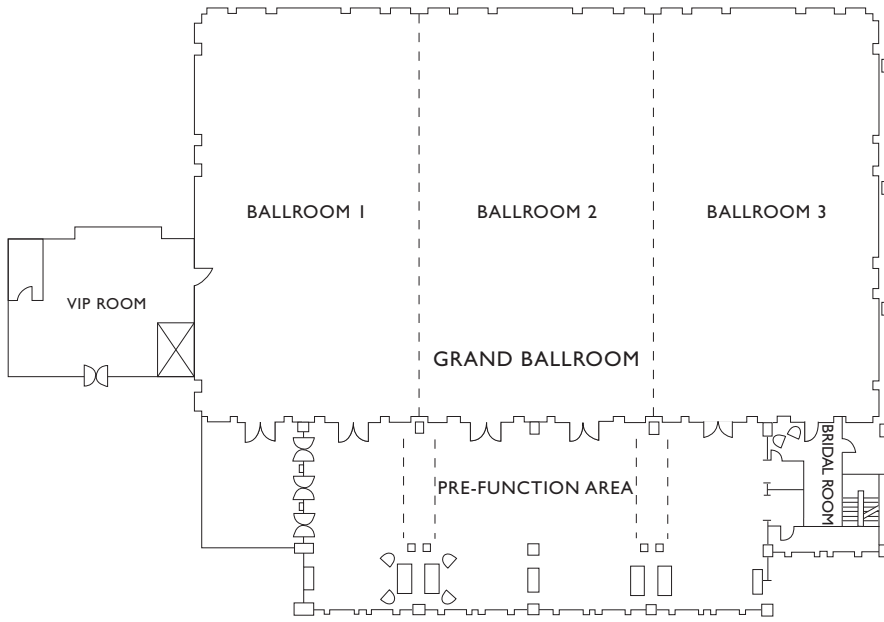 BALLROOM 1
BALLROOM 2
BALLROOM 3
VIP ROOM
GRAND BALLROOM
PRE-FUNCTION AREA
BRIDAL ROOM